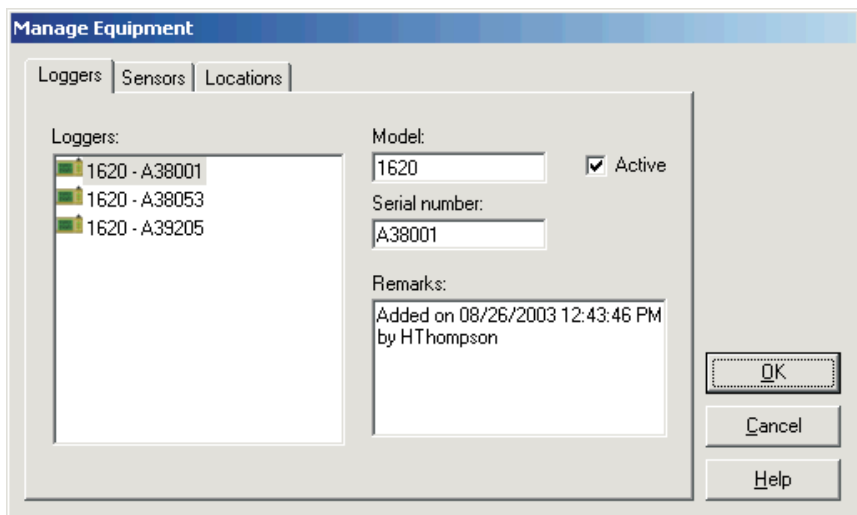 Manage Equipment
Loggers Sensors Locations
Loggers:
1620 - A38001
1620 - A38053
1620 - A39205
Model:
1620
Active
Serial number:
A38001
Remarks:
Added on 08/26/2003 12:43:46 PM
by HThompson
OK
Cancel
Help